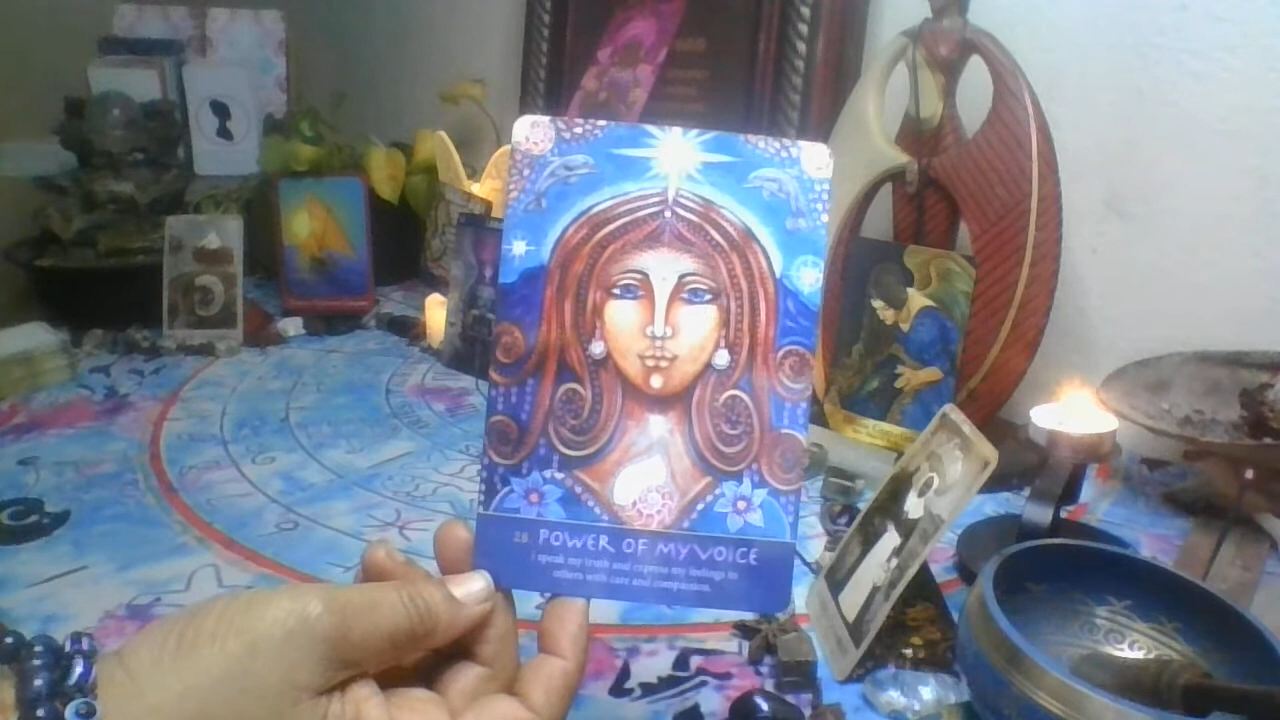 28. POWER OF MY VOICE
I speak my truth and express my feelings to
others with care and compassion.